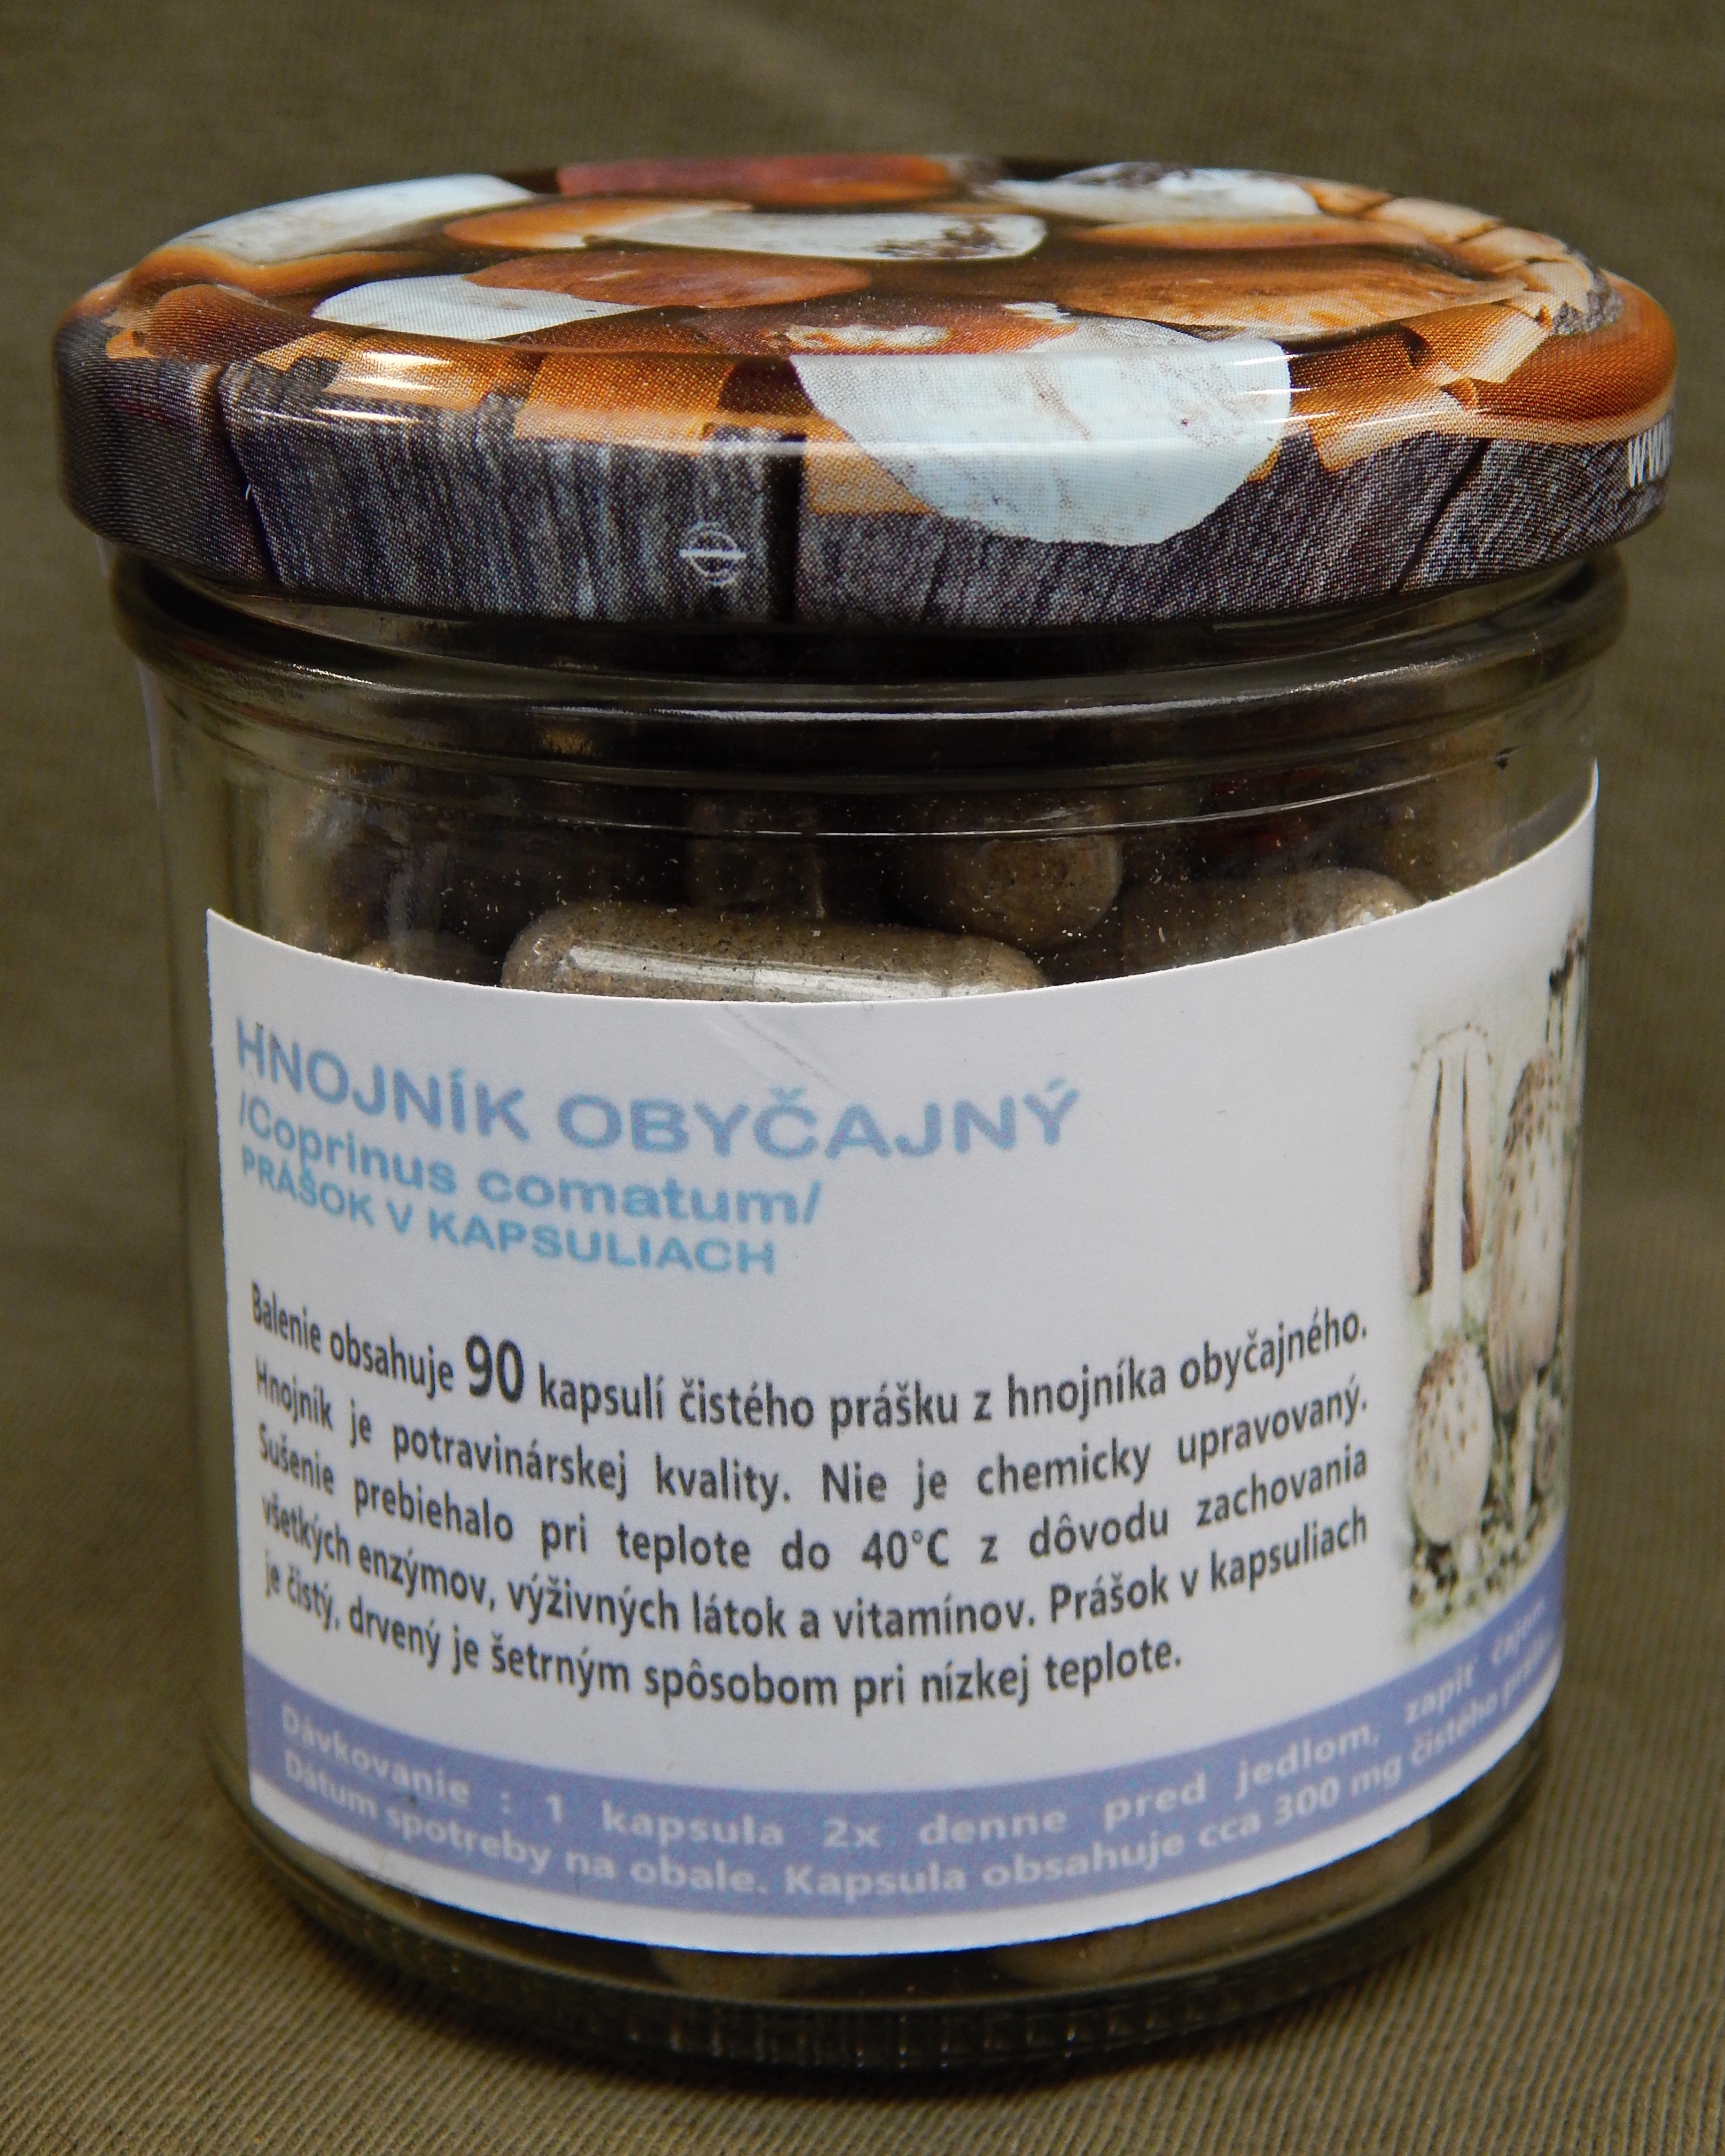 HNOJNÍK OBYČAJNÝ
/Coprinus comatum/
PRÁŠOK V KAPSULIACH
Balenie obsahuje 90 kapsulí čistého prášku z hnojníka obyčajného.
Hnojník je potravinárskej kvality. Nie je chemicky upravovaný.
Sušenie prebiehalo pri teplote do 40°C z dôvodu zachovania
všetkých enzýmov, výživných látok a vitamínov. Prášok v kapsuliach
je čistý, drvený je šetrným spôsobom pri nízkej teplote.
Dávkovanie : 1 kapsula 2x denne pred jedlom, zapiť čajom.
Dátum spotreby na obale. Kapsula obsahuje cca 300 mg čistého prášku